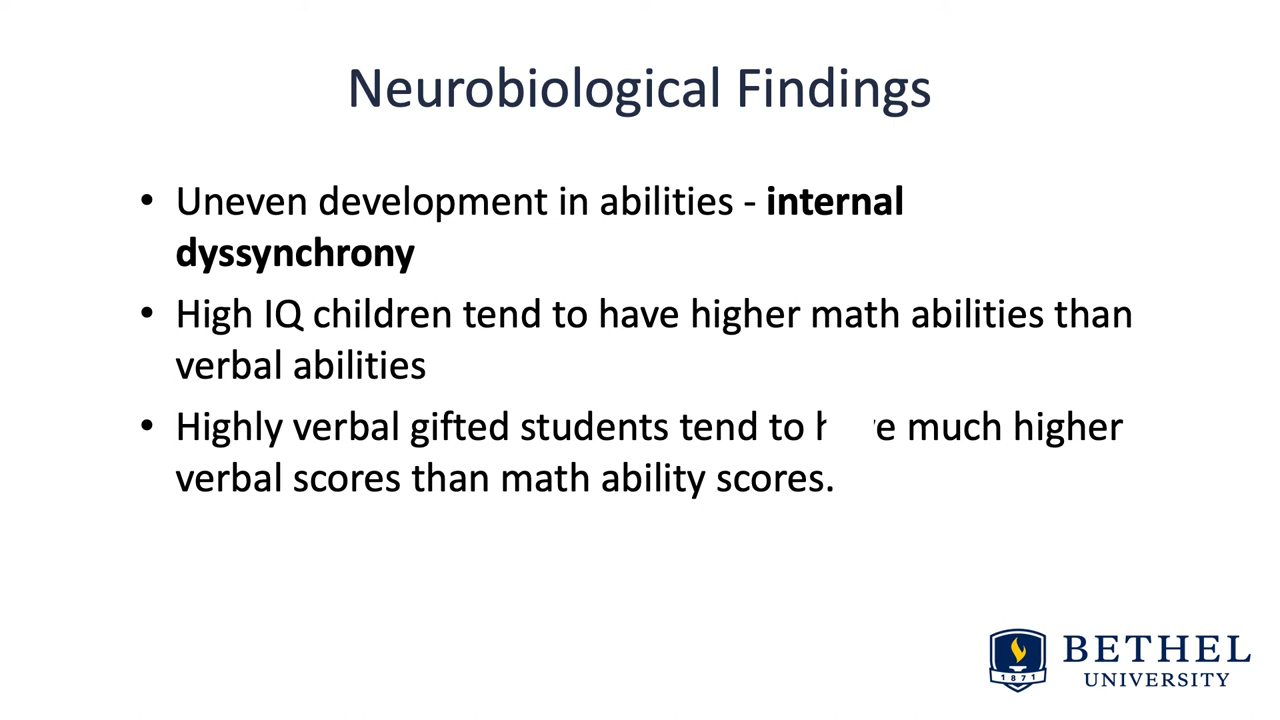 Neurobiological Findings
• Uneven development in abilities - internal
dyssynchrony
• High IQ children tend to have higher math abilities than
verbal abilities
• Highly verbal gifted students tend to much higher
verbal scores than math ability scores.
1871
BETHEL
UNIVERSITY